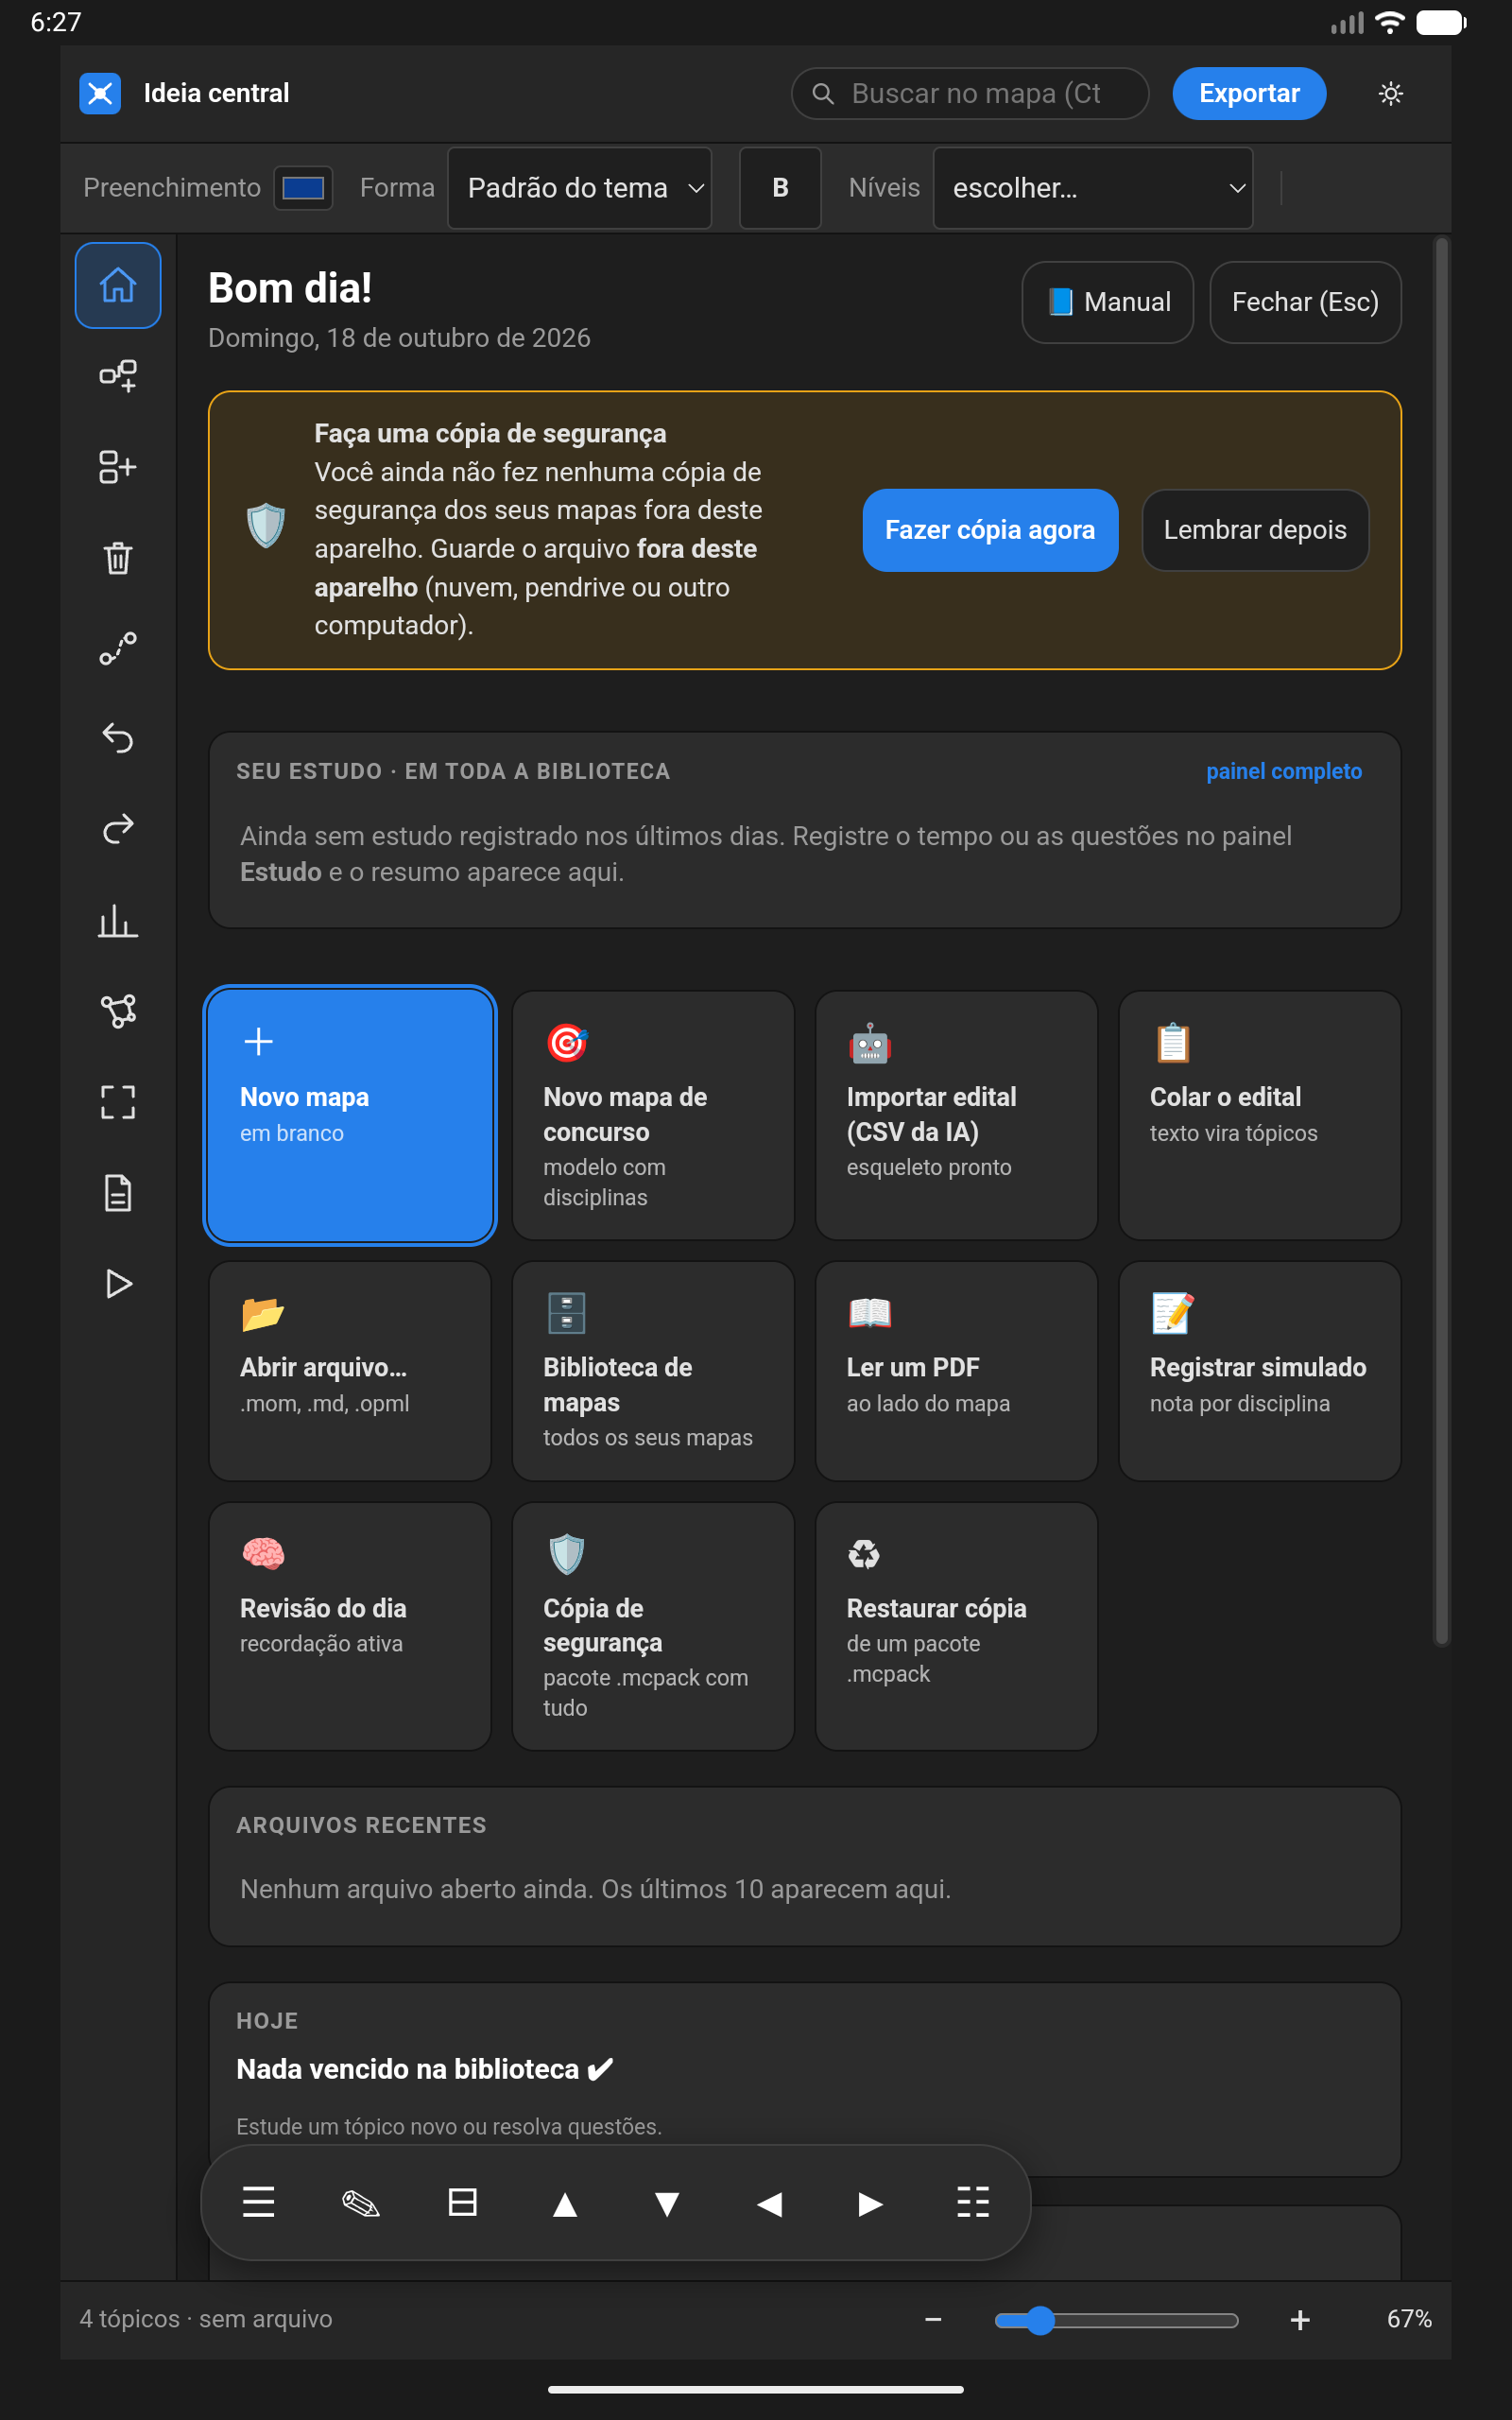 6:27
Ideia central
Buscar no mapa (Ct
Exportar
Preenchimento
Forma
Padrão do tema
B
Níveis
escolher...
Bom dia!
Domingo, 18 de outubro de 2026
Manual
Fechar (Esc)
Faça uma cópia de segurança
Você ainda não fez nenhuma cópia de
segurança dos seus mapas fora deste
aparelho. Guarde o arquivo fora deste
aparelho (nuvem, pendrive ou outro
computador).
Fazer cópia agora
Lembrar depois
SEU ESTUDO · EM TODA A BIBLIOTECA
painel completo
Ainda sem estudo registrado nos últimos dias. Registre o tempo ou as questões no painel
Estudo e o resumo aparece aqui.
Novo mapa
em branco
Novo mapa de
concurso
modelo com
disciplinas
Importar edital
(CSV da IA)
esqueleto pronto
Colar o edital
texto vira tópicos
Abrir arquivo...
.mom, .md, .opml
Biblioteca de
mapas
todos os seus mapas
Ler um PDF
ao lado do mapa
Registrar simulado
nota por disciplina
Revisão do dia
recordação ativa
Cópia de
segurança
pacote .mcpack com
tudo
Restaurar cópia
de um pacote
.mcpack
ARQUIVOS RECENTES
Nenhum arquivo aberto ainda. Os últimos 10 aparecem aqui.
HOJE
Nada vencido na biblioteca ✔
Estude um tópico novo ou resolva questões.
4 tópicos · sem arquivo
67%